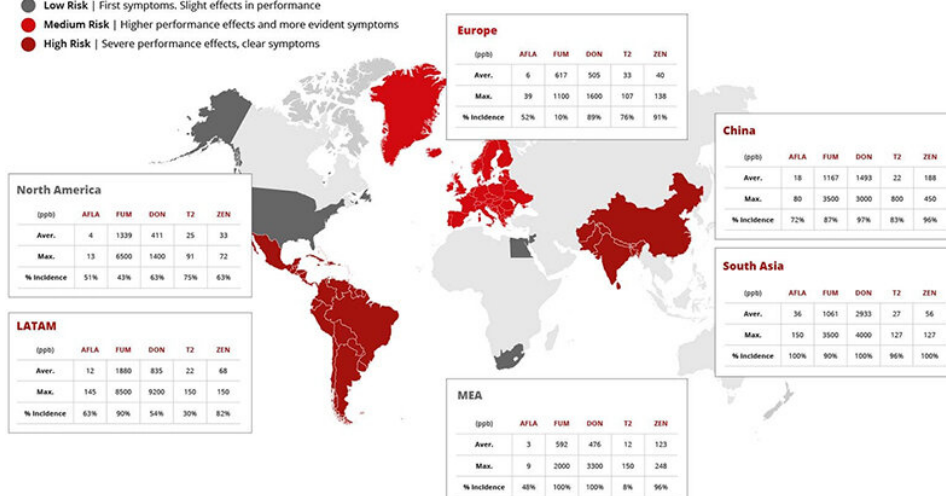 Low Risk | First symptoms. Slight effects in performance
Medium Risk | Higher performance effects and more evident symptoms
High Risk | Severe performance effects, clear symptoms
Europe
(ppb) AFLA FUM DON T2 ZEN
Aver. 6 617 505 33 40
Max. 39 1100 1600 107 138
% Incidence 52% 10% 89% 76% 91%
China
(ppb) AFLA FUM DON T2 ZEN
Aver. 18 1167 1493 22 188
Max. 80 3500 3000 800 450
% Incidence 72% 87% 97% 83% 96%
North America
(ppb) AFLA FUM DON T2 ZEN
Aver. 4 1339 411 25 33
Max. 13 6500 1400 91 72
% Incidence 51% 43% 63% 75% 63%
South Asia
(ppb) AFLA FUM DON T2 ZEN
Aver. 36 1061 2933 27 56
Max. 150 3500 4000 127 127
% Incidence 100% 90% 100% 96% 100%
LATAM
(ppb) AFLA FUM DON T2 ZEN
Aver. 12 1880 835 22 68
Max. 145 8500 9200 150 150
% Incidence 63% 90% 54% 30% 82%
MEA
(ppb) AFLA FUM DON T2 ZEN
Aver. 3 592 476 12 123
Max. 9 2000 3300 150 248
% Incidence 48% 100% 100% 8% 96%